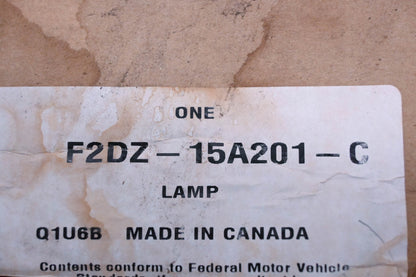 ONE
F2DZ-15A201-C
LAMP
Q1U6B MADE IN CANADA
Contents conform to Federal Motor Vehicle